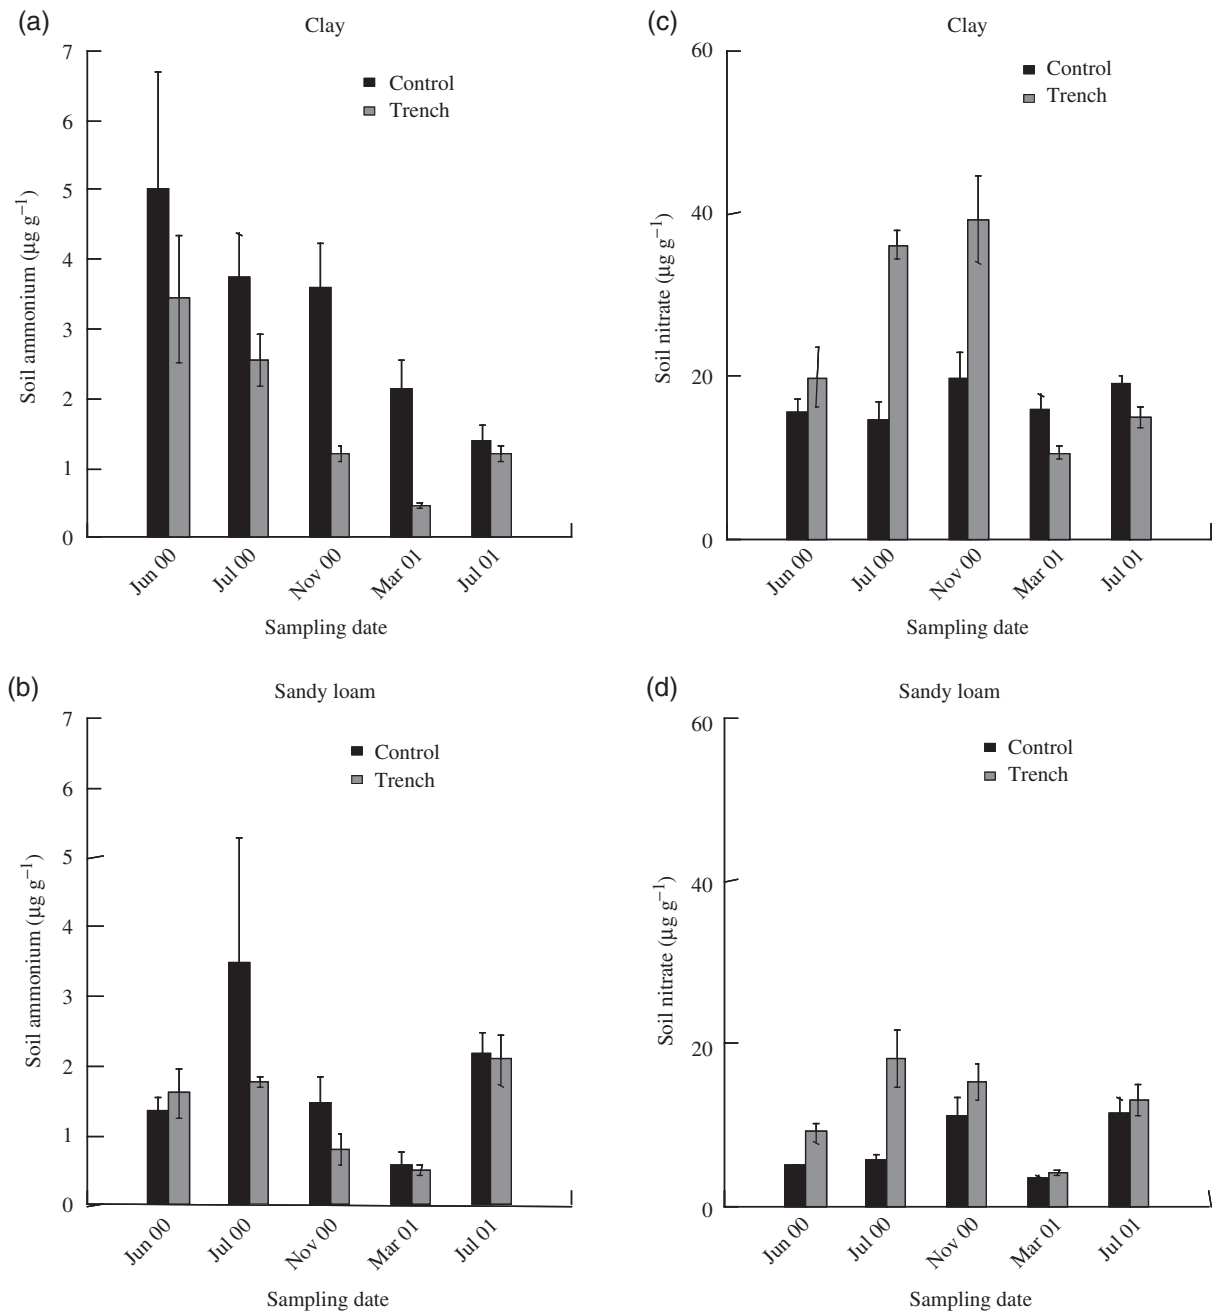 (a)
Clay
7
6
5
4
3
2
1
0
Soil ammonium (µg g⁻¹)
Control
Trench
Jun 00
Jul 00
Nov 00
Mar 01
Jul 01
Sampling date
(c)
Clay
60
40
20
0
Soil nitrate (µg g⁻¹)
Control
Trench
Jun 00
Jul 00
Nov 00
Mar 01
Jul 01
Sampling date
(b)
Sandy loam
7
6
5
4
3
2
1
0
Soil ammonium (µg g⁻¹)
Control
Trench
Jun 00
Jul 00
Nov 00
Mar 01
Jul 01
Sampling date
(d)
Sandy loam
60
40
20
0
Soil nitrate (µg g⁻¹)
Control
Trench
Jun 00
Jul 00
Nov 00
Mar 01
Jul 01
Sampling date